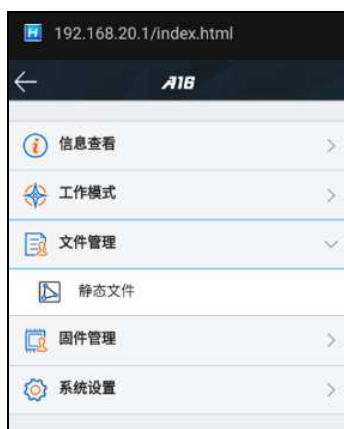 192.168.20.1/index.html
A16
信息查看
工作模式
文件管理
静态文件
固件管理
系统设置